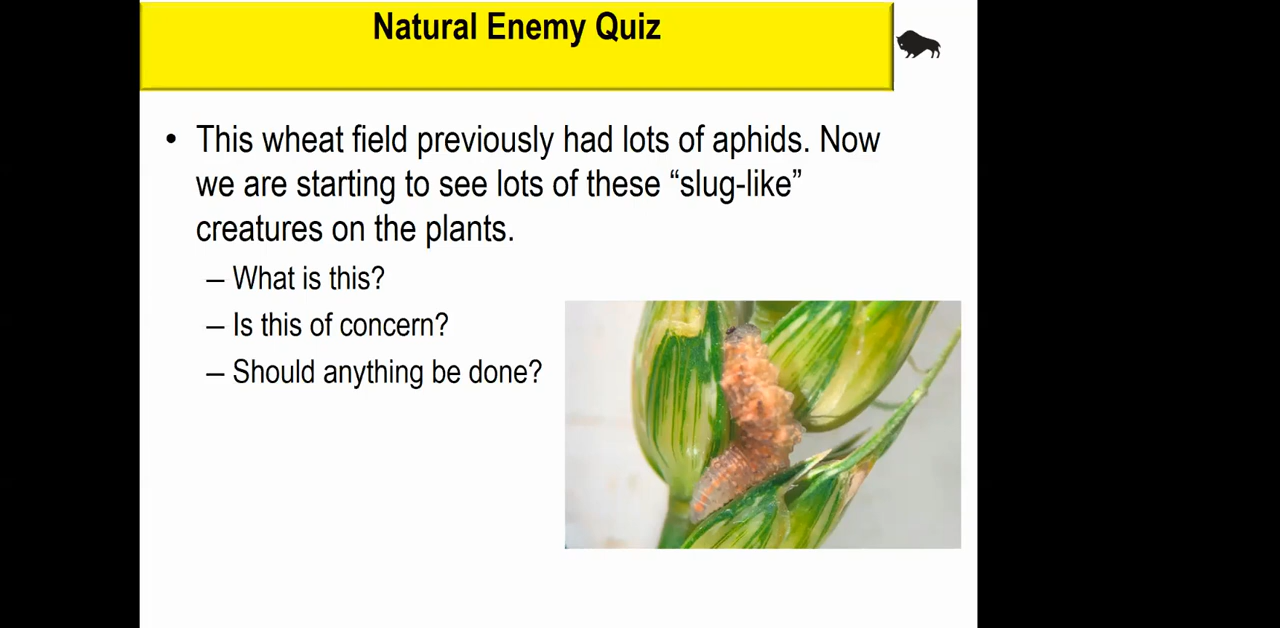 Natural Enemy Quiz
• This wheat field previously had lots of aphids. Now
we are starting to see lots of these “slug-like”
creatures on the plants.
– What is this?
– Is this of concern?
– Should anything be done?